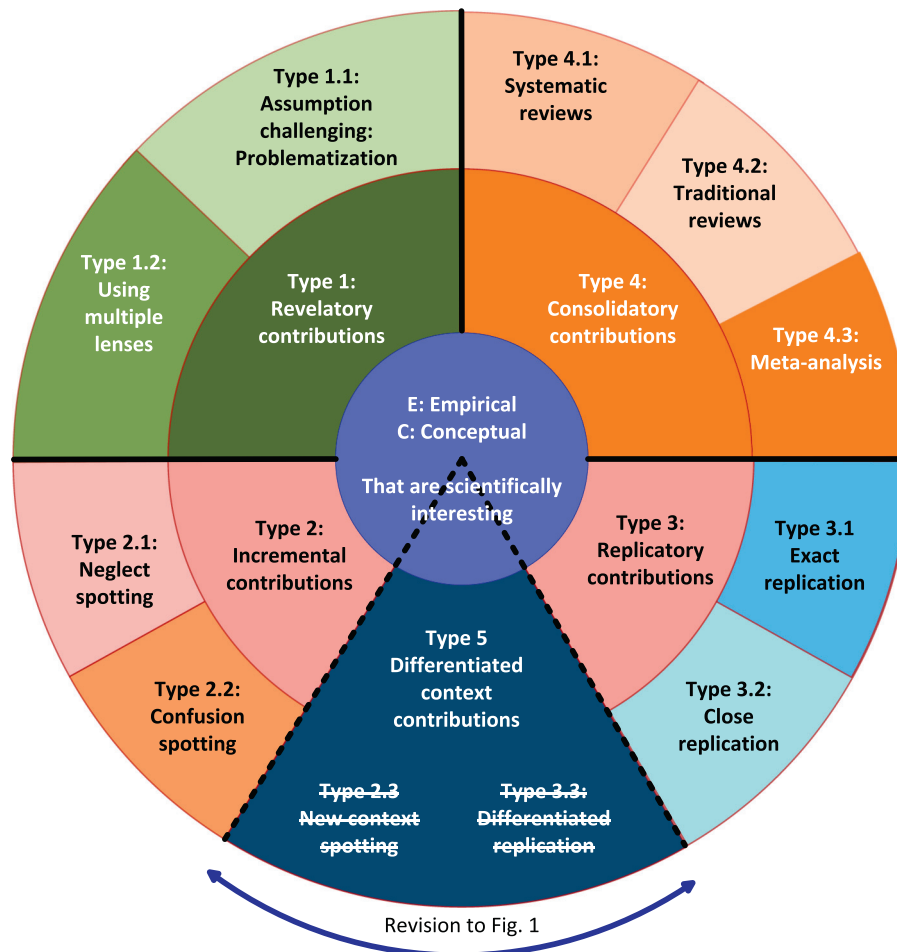 Type 1.1:
Assumption
challenging:
Problematization
Type 4.1:
Systematic
reviews
Type 4.2:
Traditional
reviews
Type 1.2:
Using
multiple
lenses
Type 1:
Revelatory
contributions
Type 4:
Consolidatory
contributions
Type 4.3:
Meta-analysis
E: Empirical
C: Conceptual
That are scientifically
interesting
Type 2.1:
Neglect
spotting
Type 2:
Incremental
contributions
Type 3:
Replicatory
contributions
Type 3.1
Exact
replication
Type 2.2:
Confusion
spotting
Type 5
Differentiated
context
contributions
Type 3.2:
Close
replication
Type 2.3
New context
spotting
Type 3.3:
Differentiated
replication
Revision to Fig. 1